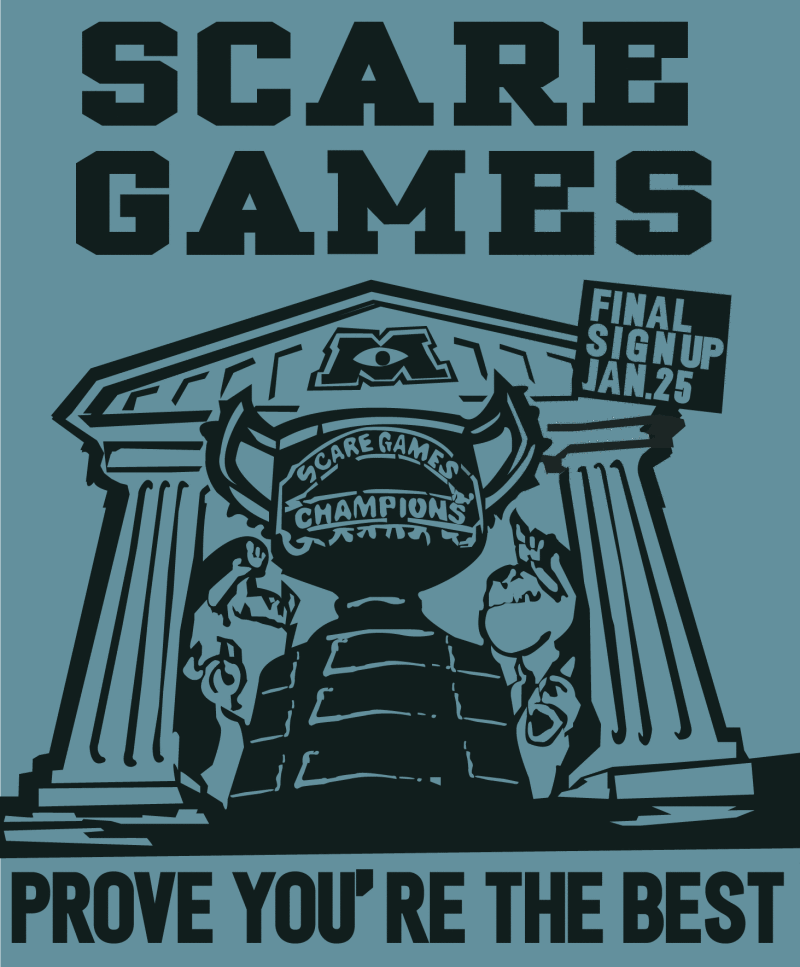 SCARE
GAMES
FINAL
SIGN UP
JAN.25
M
SCARE GAMES
CHAMPIONS
PROVE YOU'RE THE BEST